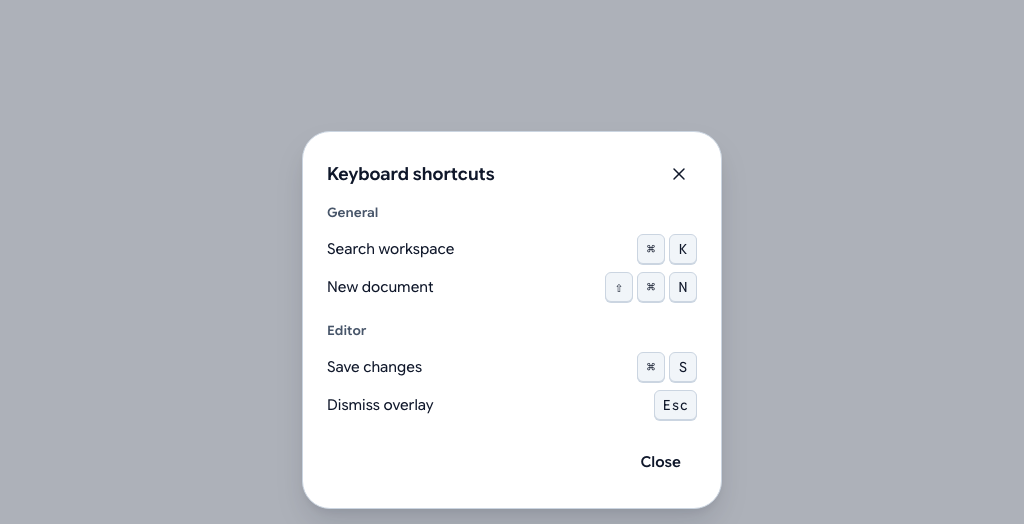 Keyboard shortcuts
General
Search workspace ⌘ K
New document ⇧ ⌘ N
Editor
Save changes ⌘ S
Dismiss overlay Esc
Close